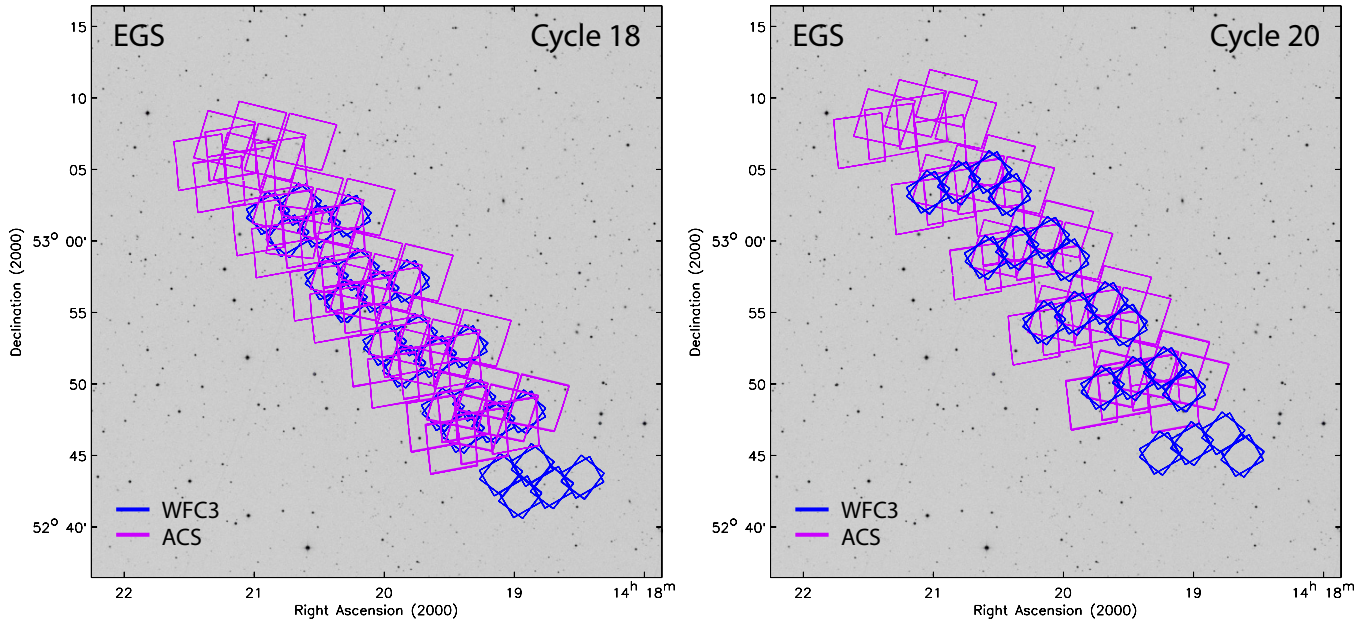 EGS
Cycle 18
15
10
05
53° 00'
55
50
45
52° 40'
Declination (2000)
WFC3
ACS
22
21
20
19
14ʰ 18ᵐ
Right Ascension (2000)
EGS
Cycle 20
15
10
05
53° 00'
55
50
45
52° 40'
Declination (2000)
WFC3
ACS
22
21
20
19
14ʰ 18ᵐ
Right Ascension (2000)